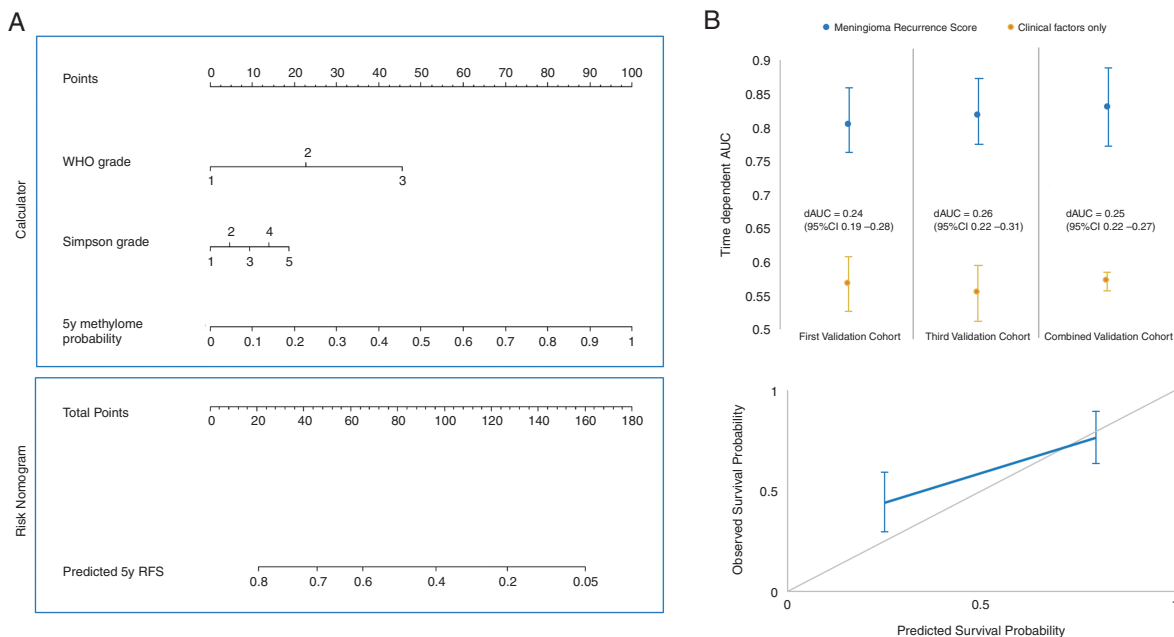 A
Calculator
Points
0 10 20 30 40 50 60 70 80 90 100
WHO grade
2
1 3
Simpson grade
2 4
1 3 5
5y methylome
probability
0 0.1 0.2 0.3 0.4 0.5 0.6 0.7 0.8 0.9 1
Risk Nomogram
Total Points
0 20 40 60 80 100 120 140 160 180
Predicted 5y RFS
0.8 0.7 0.6 0.4 0.2 0.05
B
Meningioma Recurrence Score Clinical factors only
Time dependent AUC
0.9
0.85
0.8
0.75
0.7
0.65
0.6
0.55
0.5
dAUC = 0.24
(95%CI 0.19 –0.28)
dAUC = 0.26
(95%CI 0.22 –0.31)
dAUC = 0.25
(95%CI 0.22 –0.27)
First Validation Cohort Third Validation Cohort Combined Validation Cohort
Observed Survival Probability
1
0.5
0
0 0.5 1
Predicted Survival Probability